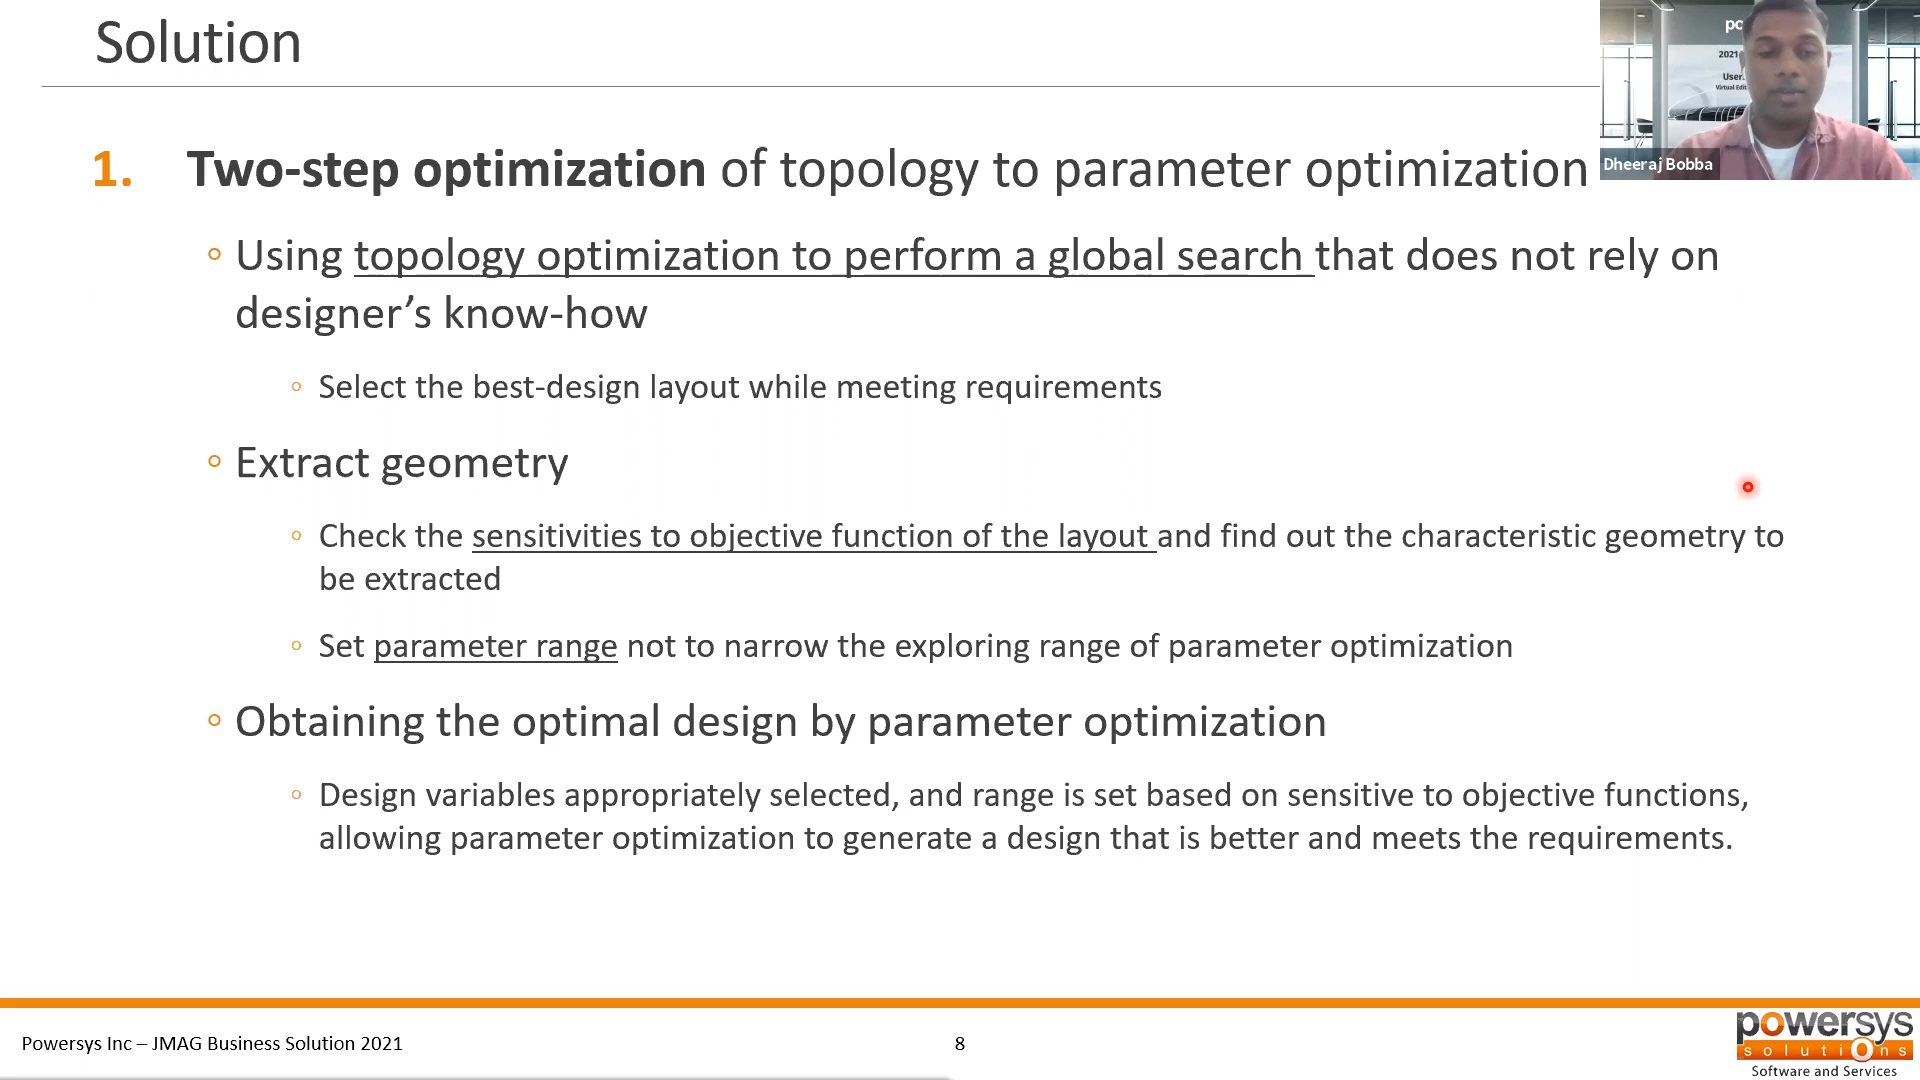 Solution
po
2021
User
Virtual Edit
Dheeraj Bobba
1. Two-step optimization of topology to parameter optimization
Using topology optimization to perform a global search that does not rely on
designer’s know-how
Select the best-design layout while meeting requirements
Extract geometry
Check the sensitivities to objective function of the layout and find out the characteristic geometry to
be extracted
Set parameter range not to narrow the exploring range of parameter optimization
Obtaining the optimal design by parameter optimization
Design variables appropriately selected, and range is set based on sensitive to objective functions,
allowing parameter optimization to generate a design that is better and meets the requirements.
Powersys Inc – JMAG Business Solution 2021
8
powersys
solutions
Software and Services